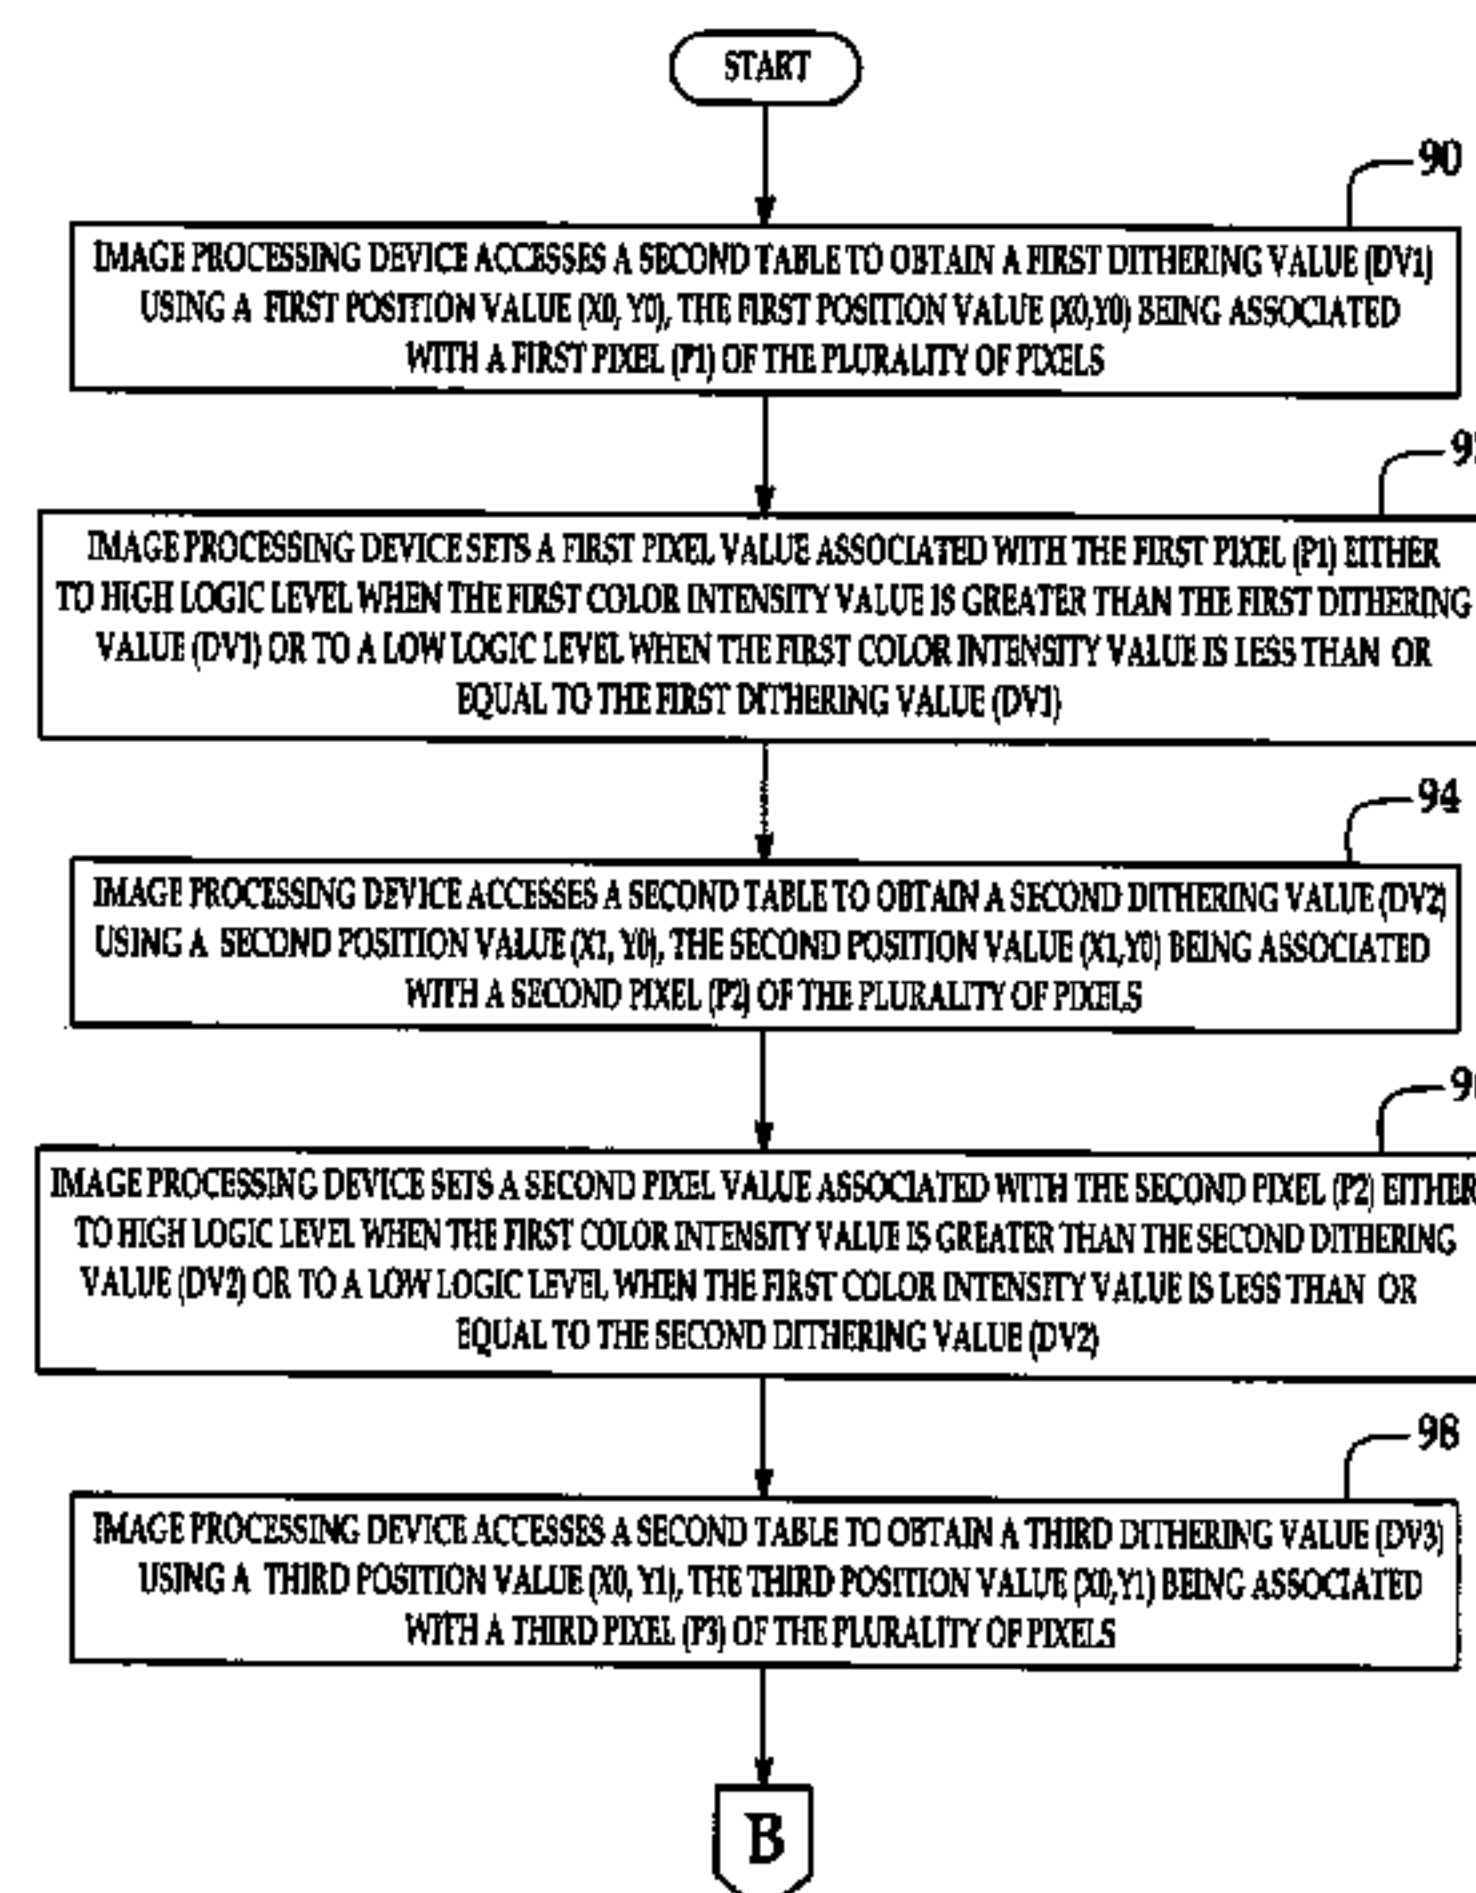 START
90
IMAGE PROCESSING DEVICE ACCESSES A SECOND TABLE TO OBTAIN A FIRST DITHERING VALUE (DV1)
USING A FIRST POSITION VALUE (X0, Y0), THE FIRST POSITION VALUE (X0,Y0) BEING ASSOCIATED
WITH A FIRST PIXEL (P1) OF THE PLURALITY OF PIXELS
IMAGE PROCESSING DEVICE SETS A FIRST PIXEL VALUE ASSOCIATED WITH THE FIRST PIXEL (P1) EITHER
TO HIGH LOGIC LEVEL WHEN THE FIRST COLOR INTENSITY VALUE IS GREATER THAN THE FIRST DITHERING
VALUE (DV1) OR TO A LOW LOGIC LEVEL WHEN THE FIRST COLOR INTENSITY VALUE IS LESS THAN OR
EQUAL TO THE FIRST DITHERING VALUE (DV1)
94
IMAGE PROCESSING DEVICE ACCESSES A SECOND TABLE TO OBTAIN A SECOND DITHERING VALUE (DV2)
USING A SECOND POSITION VALUE (X1, Y0), THE SECOND POSITION VALUE (X1,Y0) BEING ASSOCIATED
WITH A SECOND PIXEL (P2) OF THE PLURALITY OF PIXELS
IMAGE PROCESSING DEVICE SETS A SECOND PIXEL VALUE ASSOCIATED WITH THE SECOND PIXEL (P2) EITHER
TO HIGH LOGIC LEVEL WHEN THE FIRST COLOR INTENSITY VALUE IS GREATER THAN THE SECOND DITHERING
VALUE (DV2) OR TO A LOW LOGIC LEVEL WHEN THE FIRST COLOR INTENSITY VALUE IS LESS THAN OR
EQUAL TO THE SECOND DITHERING VALUE (DV2)
98
IMAGE PROCESSING DEVICE ACCESSES A SECOND TABLE TO OBTAIN A THIRD DITHERING VALUE (DV3)
USING A THIRD POSITION VALUE (X0, Y1), THE THIRD POSITION VALUE (X0,Y1) BEING ASSOCIATED
WITH A THIRD PIXEL (P3) OF THE PLURALITY OF PIXELS
B